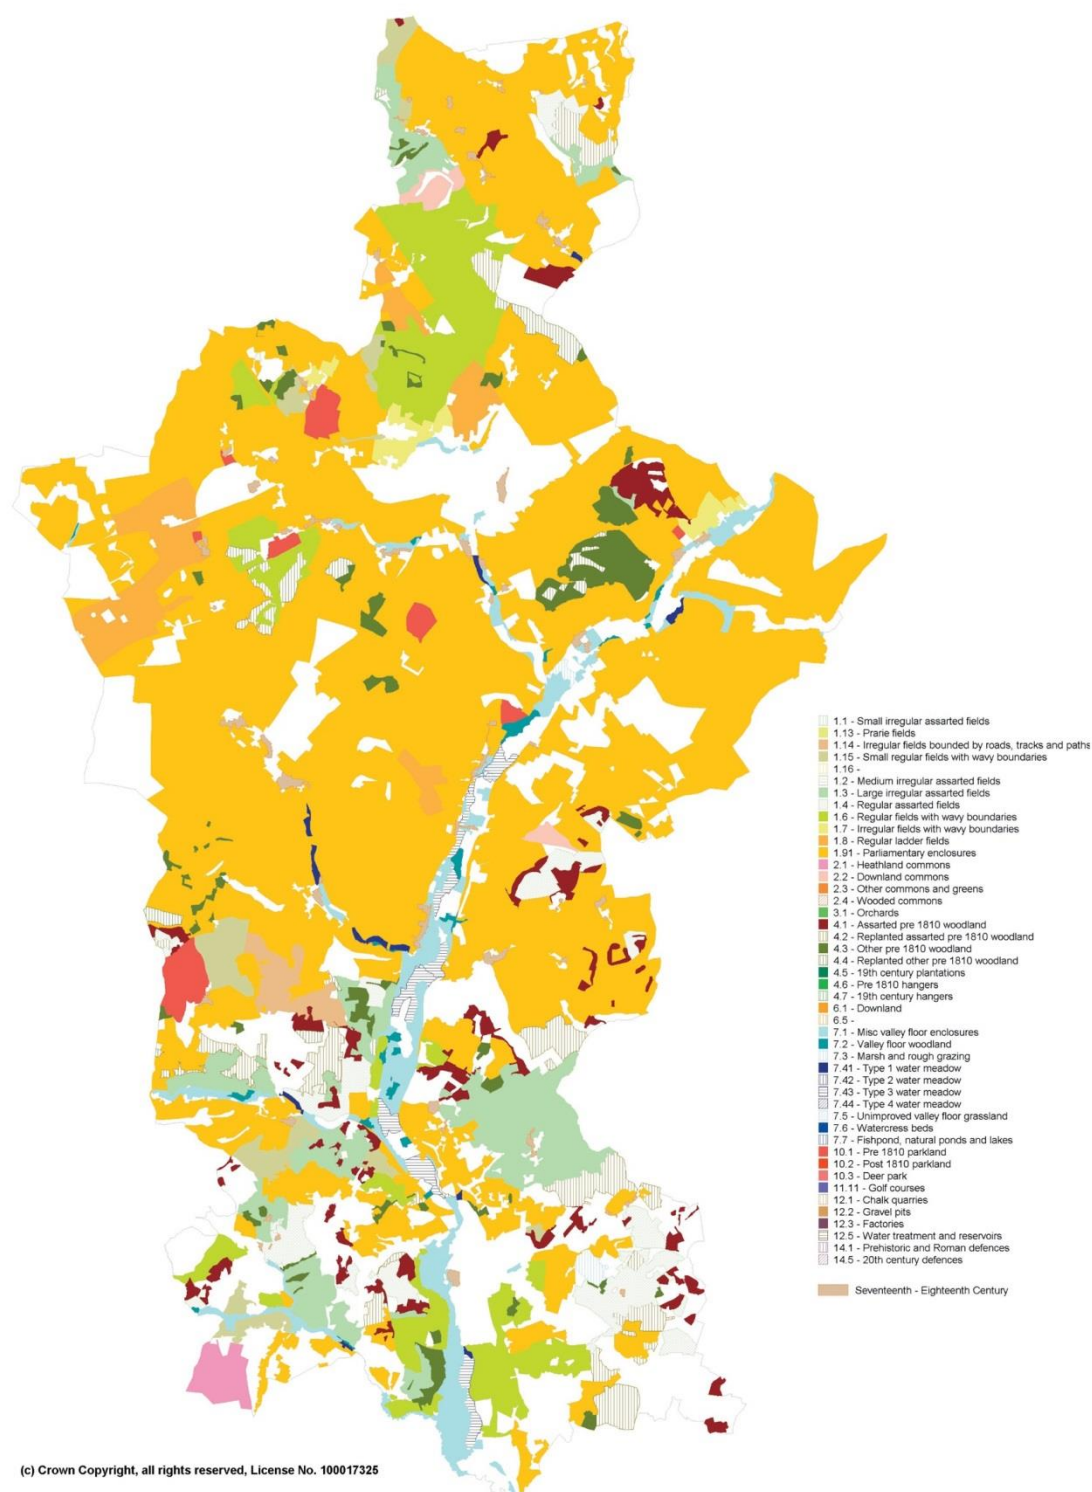 1.1 - Small irregular assarted fields
1.13 - Prarie fields
1.14 - Irregular fields bounded by roads, tracks and paths
1.15 - Small regular fields with wavy boundaries
1.16 -
1.2 - Medium irregular assarted fields
1.3 - Large irregular assarted fields
1.4 - Regular assarted fields
1.6 - Regular fields with wavy boundaries
1.7 - Irregular fields with wavy boundaries
1.8 - Regular ladder fields
1.91 - Parliamentary enclosures
2.1 - Heathland commons
2.2 - Downland commons
2.3 - Other commons and greens
2.4 - Wooded commons
3.1 - Orchards
4.1 - Assarted pre 1810 woodland
4.2 - Replanted assarted pre 1810 woodland
4.3 - Other pre 1810 woodland
4.4 - Replanted other pre 1810 woodland
4.5 - 19th century plantations
4.6 - Pre 1810 hangers
4.7 - 19th century hangers
6.1 - Downland
6.5 -
7.1 - Misc valley floor enclosures
7.2 - Valley floor woodland
7.3 - Marsh and rough grazing
7.41 - Type 1 water meadow
7.42 - Type 2 water meadow
7.43 - Type 3 water meadow
7.44 - Type 4 water meadow
7.5 - Unimproved valley floor grassland
7.6 - Watercress beds
7.7 - Fishpond, natural ponds and lakes
10.1 - Pre 1810 parkland
10.2 - Post 1810 parkland
10.3 - Deer park
11.11 - Golf courses
12.1 - Chalk quarries
12.2 - Gravel pits
12.3 - Factories
12.5 - Water treatment and reservoirs
14.1 - Prehistoric and Roman defences
14.5 - 20th century defences
Seventeenth - Eighteenth Century
(c) Crown Copyright, all rights reserved, License No. 100017325